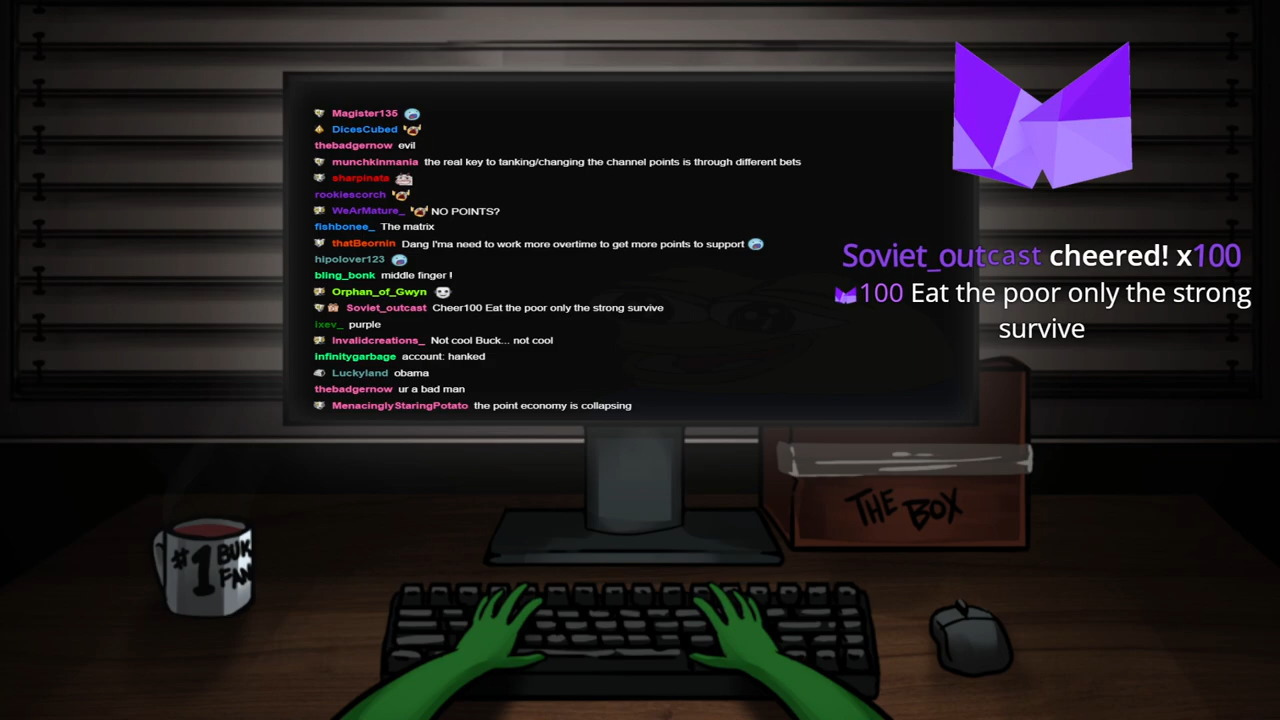 Magister135
DicesCubed
thebadgernow evil
munchkinmania the real key to tanking/changing the channel points is through different bets
sharpinata
rookiescorch
WeArMature_ NO POINTS?
fishbonee_ The matrix
thatBeornin Dang I'ma need to work more overtime to get more points to support
hipolover123
bling_bonk middle finger !
Orphan_of_Gwyn
Soviet_outcast Cheer100 Eat the poor only the strong survive
ixev_ purple
Invalidcreations_ Not cool Buck... not cool
infinitygarbage account: hanked
Luckyland obama
thebadgernow ur a bad man
MenacinglyStaringPotato the point economy is collapsing
Soviet_outcast cheered! x100
100 Eat the poor only the strong
survive
THE BOX
#1 BUK
FAN